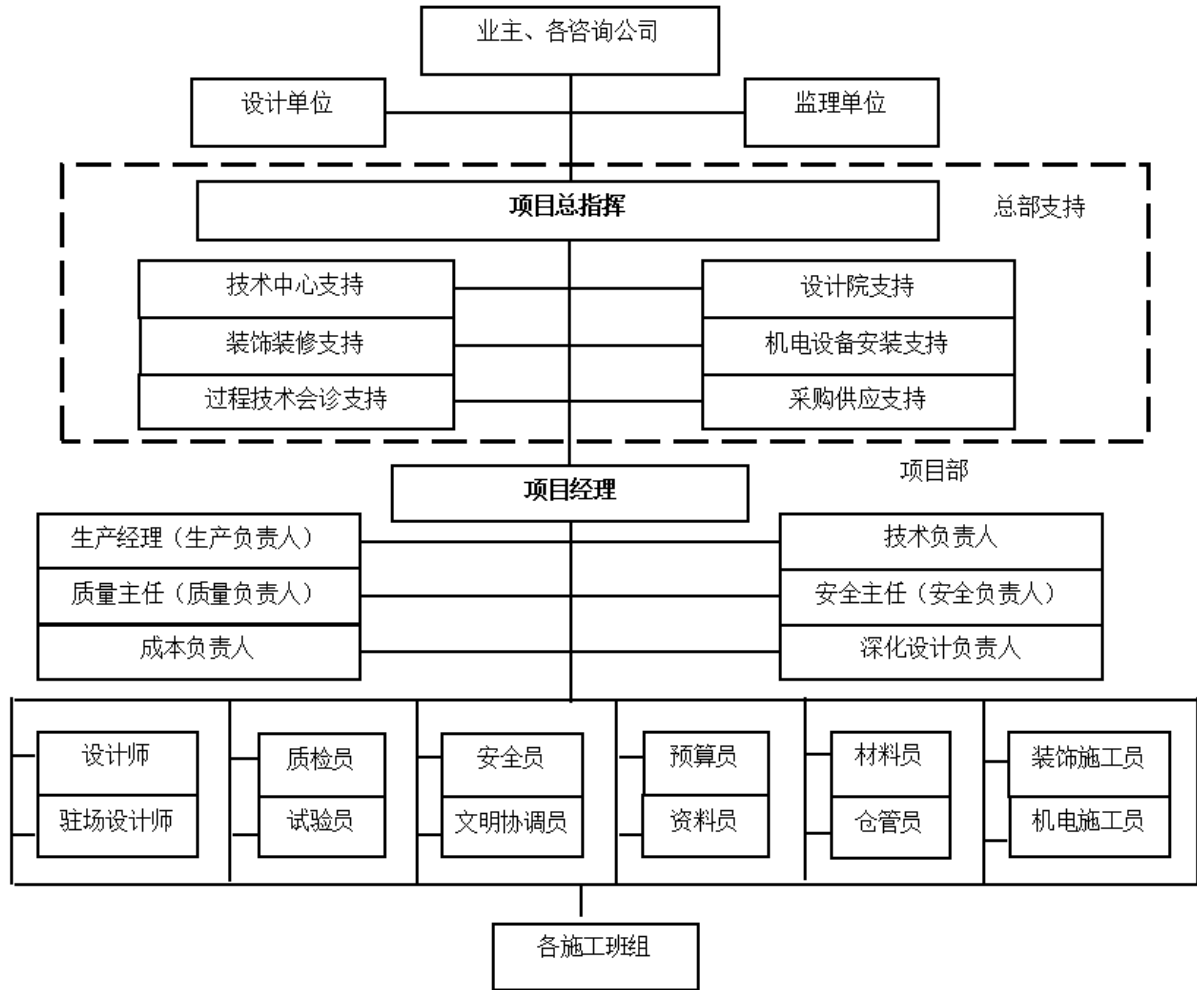 业主、各咨询公司
设计单位
监理单位
项目总指挥
总部支持
技术中心支持
设计院支持
装饰装修支持
机电设备安装支持
过程技术会诊支持
采购供应支持
项目部
项目经理
生产经理（生产负责人）
技术负责人
质量主任（质量负责人）
安全主任（安全负责人）
成本负责人
深化设计负责人
设计师
质检员
安全员
预算员
材料员
装饰施工员
驻场设计师
试验员
文明协调员
资料员
仓管员
机电施工员
各施工班组